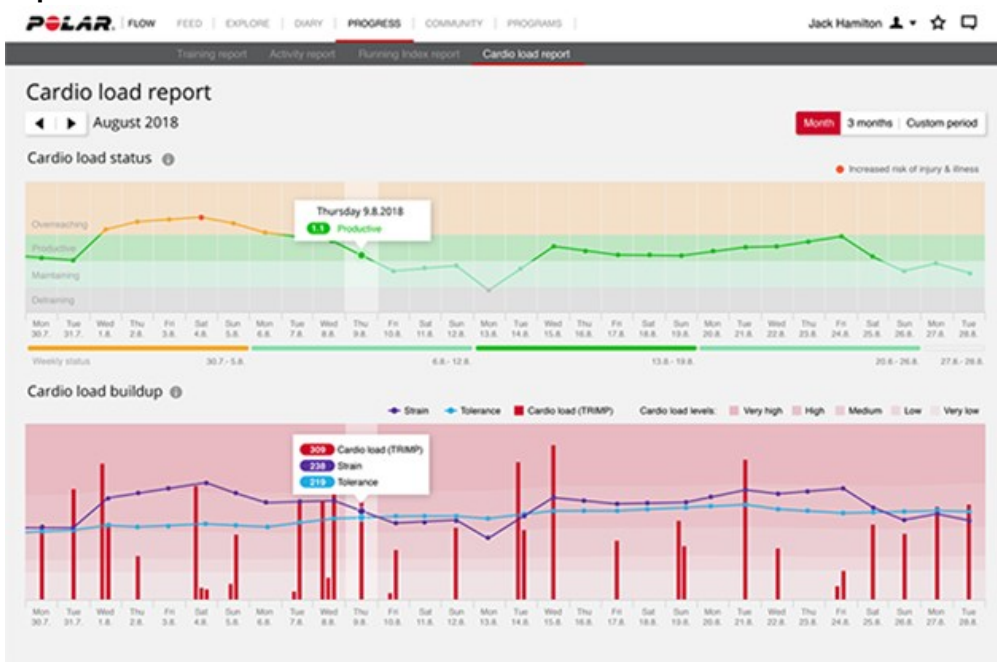 POLAR. FLOW FEED EXPLORE DIARY PROGRESS COMMUNITY PROGRAMS Jack Hamilton
Training report Activity report Running Index report Cardio load report
Cardio load report
August 2018
Month 3 months Custom period
Cardio load status
Increased risk of injury & illness
Thursday 9.8.2018
1.1 Productive
Overreaching
Productive
Maintaining
Detraining
Mon Tue Wed Thu Fri Sat Sun Mon Tue Wed Thu Fri Sat Sun Mon Tue Wed Thu Fri Sat Sun Mon Tue Wed Thu Fri Sat Sun Mon Tue
30.7. 31.7. 1.8. 2.8. 3.8. 4.8. 5.8. 6.8. 7.8. 8.8. 9.8. 10.8. 11.8. 12.8. 13.8. 14.8. 15.8. 16.8. 17.8. 18.8. 19.8. 20.8. 21.8. 22.8. 23.8. 24.8. 25.8. 26.8. 27.8. 28.8.
Weekly status 30.7.- 5.8. 6.8.- 12.8. 13.8.- 19.8. 20.8.- 26.8. 27.8.- 28.8.
Cardio load buildup
Strain Tolerance Cardio load (TRIMP) Cardio load levels: Very high High Medium Low Very low
309 Cardio load (TRIMP)
238 Strain
219 Tolerance
Mon Tue Wed Thu Fri Sat Sun Mon Tue Wed Thu Fri Sat Sun Mon Tue Wed Thu Fri Sat Sun Mon Tue Wed Thu Fri Sat Sun Mon Tue
30.7. 31.7. 1.8. 2.8. 3.8. 4.8. 5.8. 6.8. 7.8. 8.8. 9.8. 10.8. 11.8. 12.8. 13.8. 14.8. 15.8. 16.8. 17.8. 18.8. 19.8. 20.8. 21.8. 22.8. 23.8. 24.8. 25.8. 26.8. 27.8. 28.8.